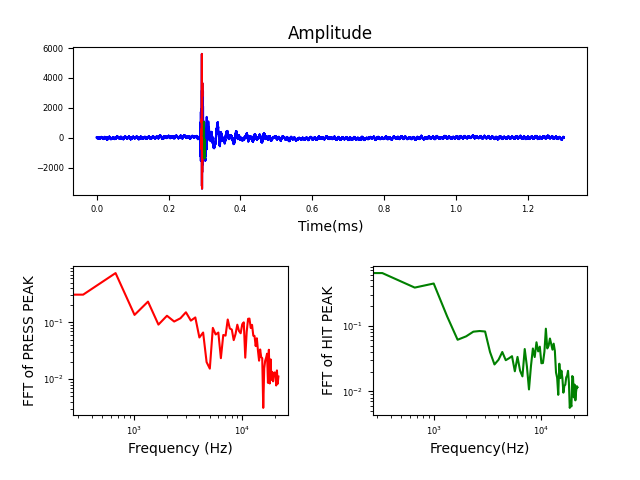 Amplitude
6000
4000
2000
0
−2000
0.0 0.2 0.4 0.6 0.8 1.0 1.2
Time(ms)
FFT of PRESS PEAK
10⁻¹
10⁻²
10³ 10⁴
Frequency (Hz)
FFT of HIT PEAK
10⁻¹
10⁻²
10³ 10⁴
Frequency(Hz)